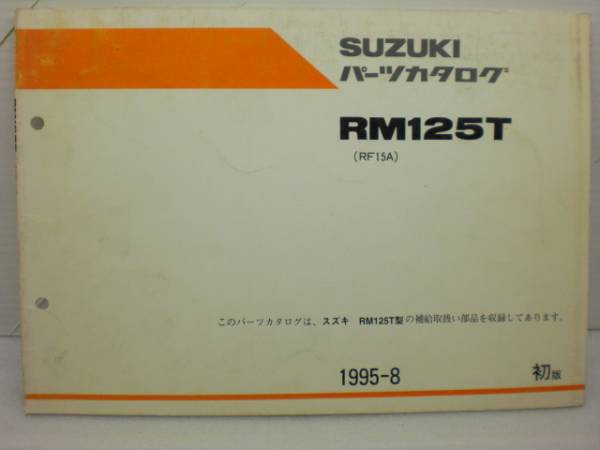 SUZUKI
パーツカタログ
RM125T
(RF15A)
このパーツカタログは、スズキ RM125T型の補給取扱い部品を収録してあります。
1995-8
初版